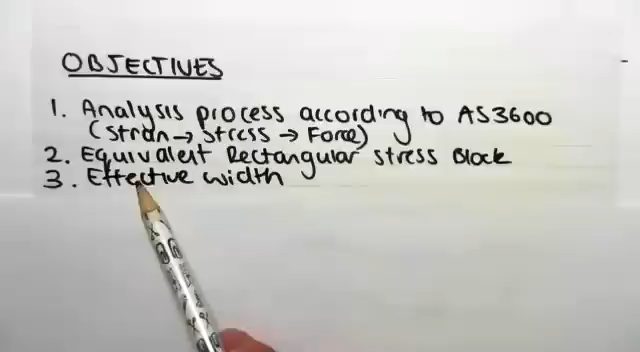 OBJECTIVES
1. Analysis process according to AS3600
(Strain → Stress → Force)
2. Equivalent Rectangular Stress Block
3. Effective width